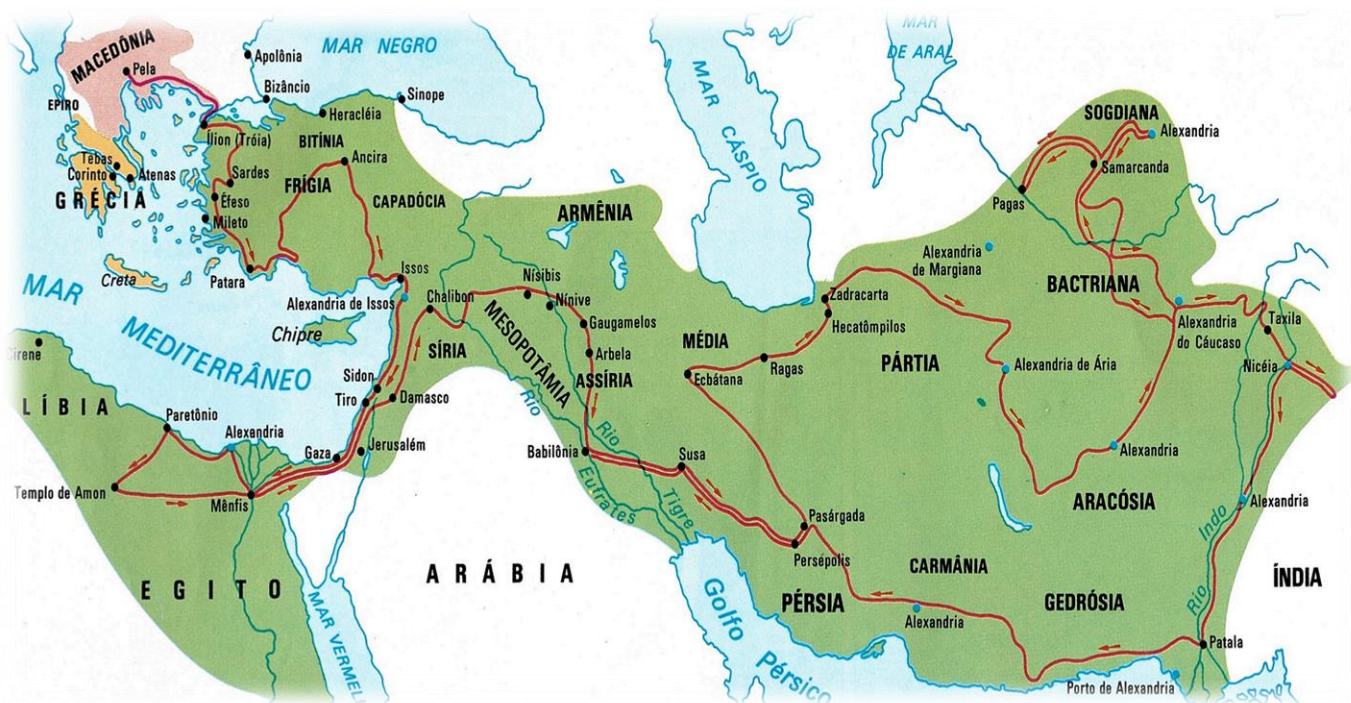 MACEDÔNIA
Pela
EPIRO
Apolônia
MAR NEGRO
Bizâncio
Heracléia
Sinope
Ílion (Tróia)
BITÍNIA
Ancira
FRÍGIA
CAPADÓCIA
Tebas
Corinto
Atenas
GRÉCIA
Sardes
Éfeso
Mileto
Patara
Creta
MAR
MEDITERRÂNEO
Chipre
Issos
Alexandria de Issos
Chalibon
ARMÊNIA
Nísibis
Nínive
MESOPOTÂMIA
Gaugamelos
Arbela
ASSÍRIA
SÍRIA
Sidon
Tiro
Damasco
Jerusalém
Gaza
Cirene
LÍBIA
Paretônio
Alexandria
Templo de Amon
Mênfis
EGITO
MAR VERMEL
ARÁBIA
Rio
Eufrates
Rio
Tigre
Babilônia
Susa
MÉDIA
Ecbátana
Ragas
MAR
CÁSPIO
MAR
DE ARAL
Zadracarta
Hecatômpilos
PÁRTIA
Pasárgada
Persépolis
PÉRSIA
Golfo
Pérsico
CARMÂNIA
Alexandria
GEDRÓSIA
SOGDIANA
Alexandria
Samarcanda
Pagas
Alexandria
de Margiana
BACTRIANA
Alexandria
do Cáucaso
Alexandria de Ária
Alexandria
ARACÓSIA
Taxila
Nicéia
Alexandria
Rio
Indo
ÍNDIA
Patala
Porto de Alexandria